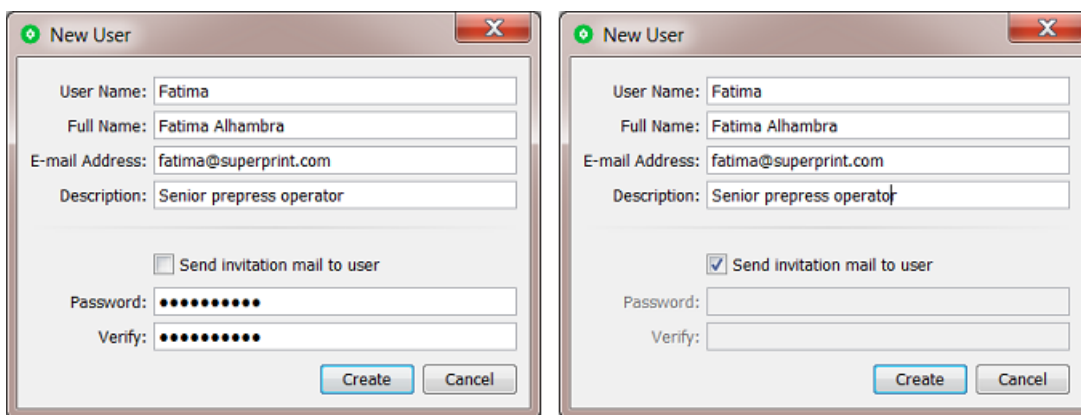 New User
User Name: Fatima
Full Name: Fatima Alhambra
E-mail Address: fatima@superprint.com
Description: Senior prepress operator
Send invitation mail to user
Password: ●●●●●●●●●●
Verify: ●●●●●●●●●●
Create Cancel
New User
User Name: Fatima
Full Name: Fatima Alhambra
E-mail Address: fatima@superprint.com
Description: Senior prepress operator
Send invitation mail to user
Password:
Verify:
Create Cancel